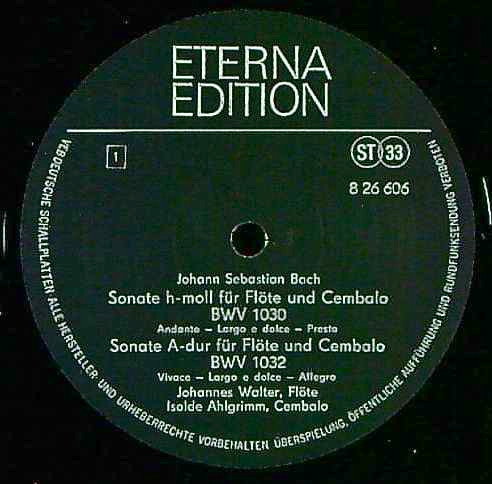 ETERNA
EDITION
1
ST 33
8 26 606
Johann Sebastian Bach
Sonate h-moll für Flöte und Cembalo
BWV 1030
Andante – Largo e dolce – Presto
Sonate A-dur für Flöte und Cembalo
BWV 1032
Vivace – Largo e dolce – Allegro
Johannes Walter, Flöte
Isolde Ahlgrimm, Cembalo
VEB DEUTSCHE SCHALLPLATTEN · ALLE HERSTELLER- UND URHEBERRECHTE VORBEHALTEN ÜBERSPIELUNG, ÖFFENTLICHE AUFFÜHRUNG UND RUNDFUNKSENDUNG VERBOTEN